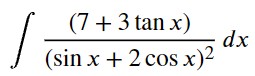 ∫ (7 + 3 tan x) / (sin x + 2 cos x)² dx